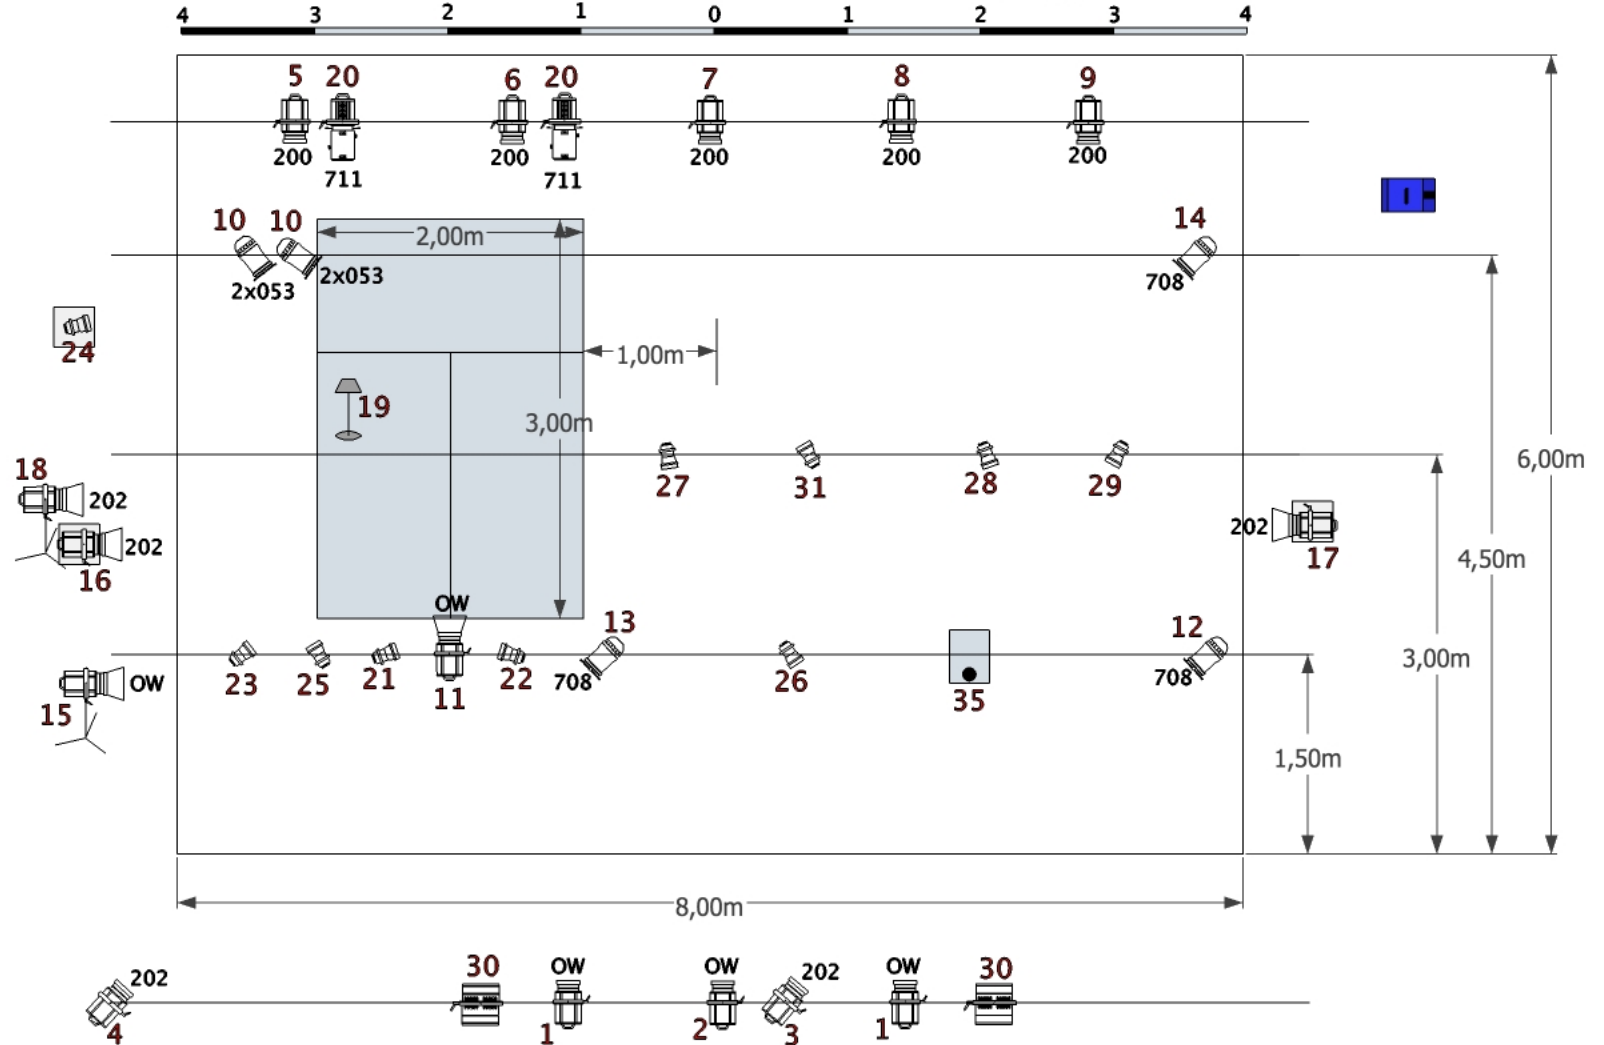 4 3 2 1 0 1 2 3 4
5 20 6 20 7 8 9
200 711 200 711 200 200 200
10 10 14
2,00m
2x053 2x053 708
24
1,00m
19
3,00m
27 31 28 29
6,00m
18
202
202
16
202
17
4,50m
OW
13
12
23 25 21 11 22 708 26 35 708
3,00m
OW
15
1,50m
8,00m
202 30 OW OW 202 OW 30
4 1 2 3 1